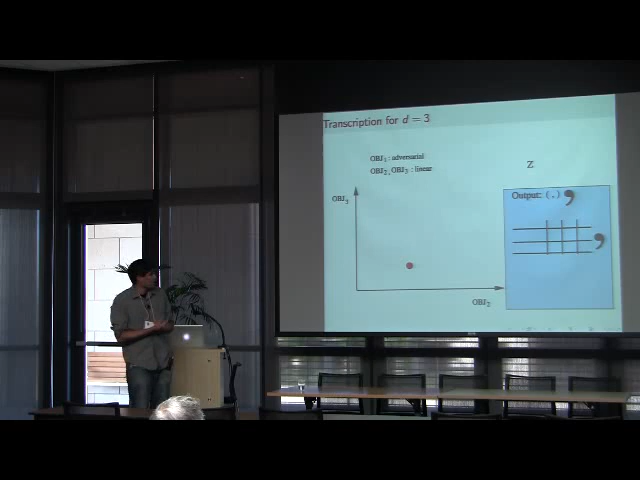 Transcription for d = 3
OBJ₁ : adversarial
OBJ₂, OBJ₃ : linear
Z
OBJ₃
Output: ( . ) ,
,
OBJ₂